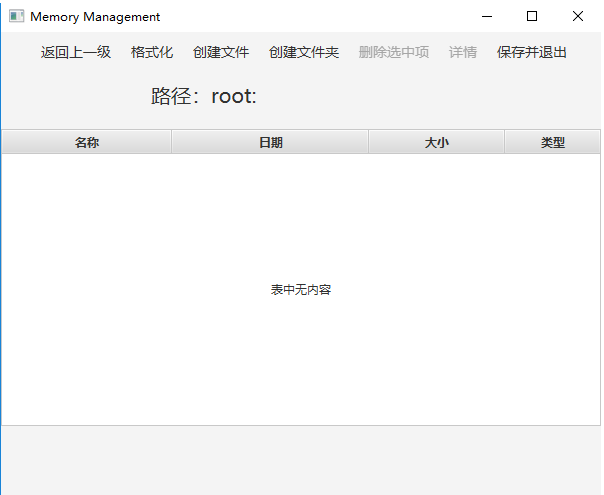 Memory Management
返回上一级 格式化 创建文件 创建文件夹 删除选中项 详情 保存并退出
路径：root:
名称 日期 大小 类型
表中无内容